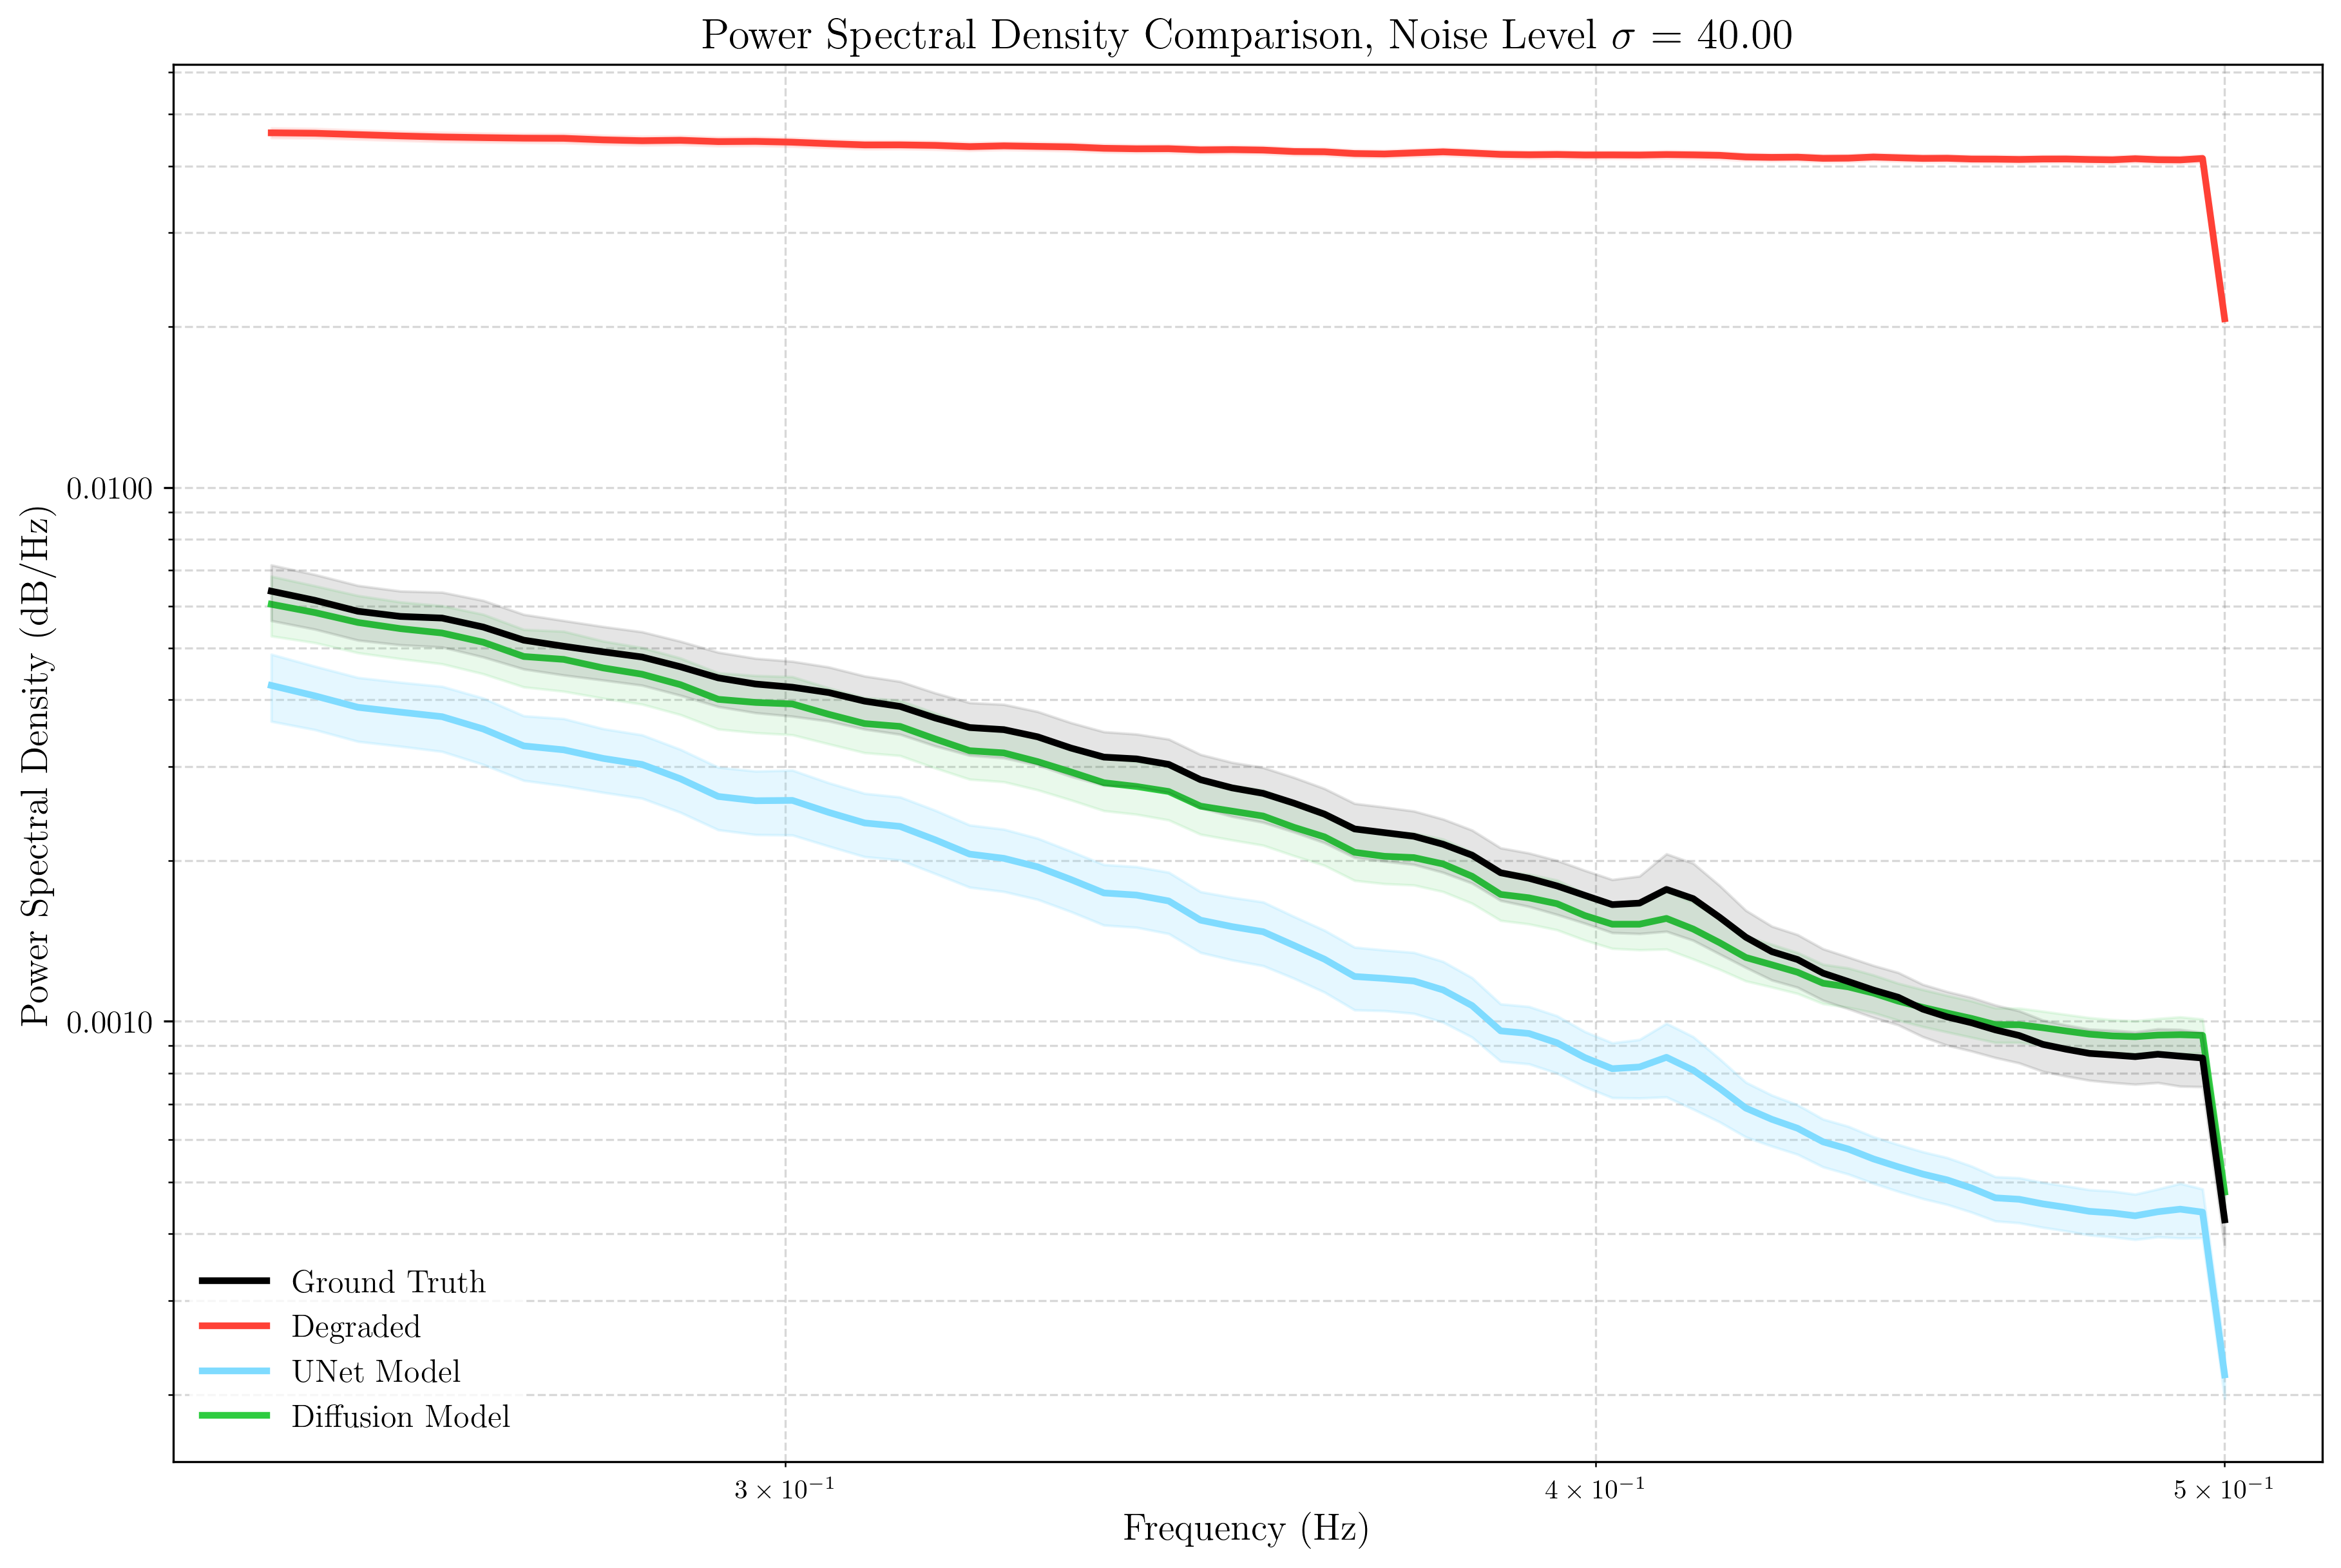 Power Spectral Density Comparison, Noise Level σ = 40.00
Power Spectral Density (dB/Hz)
0.0100
0.0010
Ground Truth
Degraded
UNet Model
Diffusion Model
3 × 10⁻¹
4 × 10⁻¹
5 × 10⁻¹
Frequency (Hz)